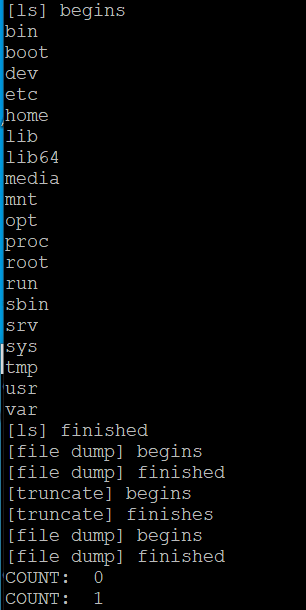 [ls] begins
bin
boot
dev
etc
home
lib
lib64
media
mnt
opt
proc
root
run
sbin
srv
sys
tmp
usr
var
[ls] finished
[file dump] begins
[file dump] finished
[truncate] begins
[truncate] finishes
[file dump] begins
[file dump] finished
COUNT:  0
COUNT:  1